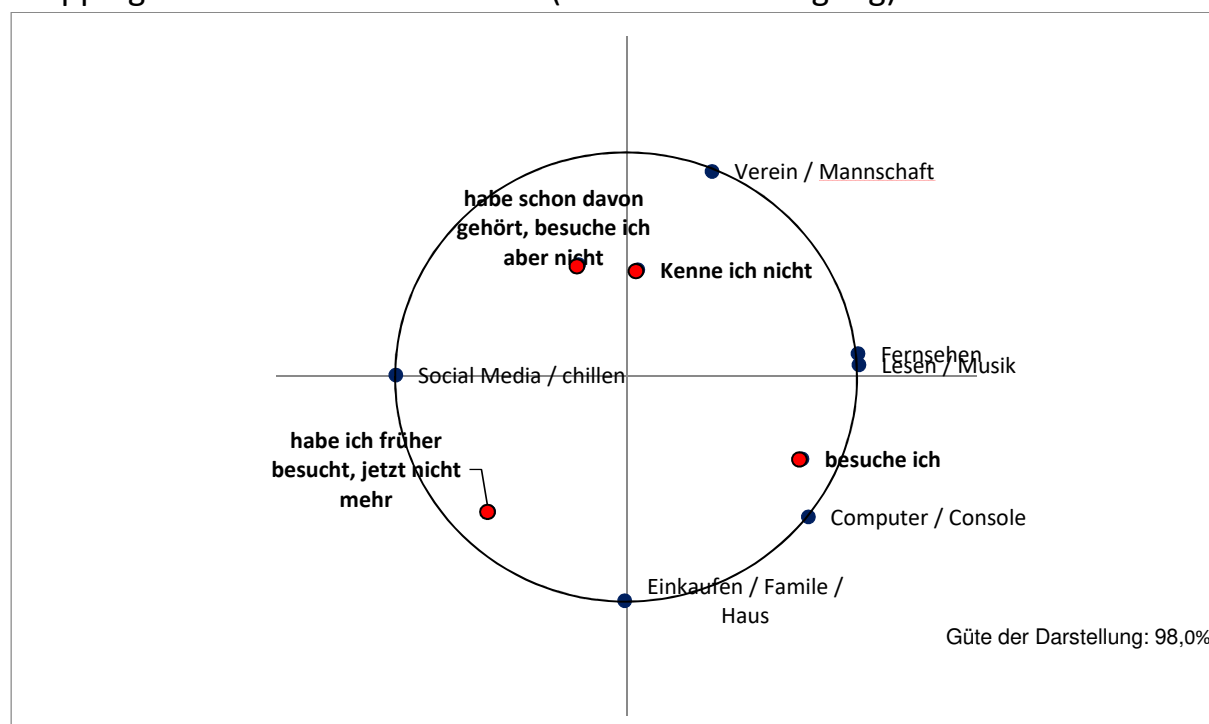 Verein / Mannschaft
habe schon davon
gehört, besuche ich
aber nicht
Kenne ich nicht
Fernsehen
Lesen / Musik
Social Media / chillen
habe ich früher
besucht, jetzt nicht
mehr
besuche ich
Computer / Console
Einkaufen / Famile /
Haus
Güte der Darstellung: 98,0%